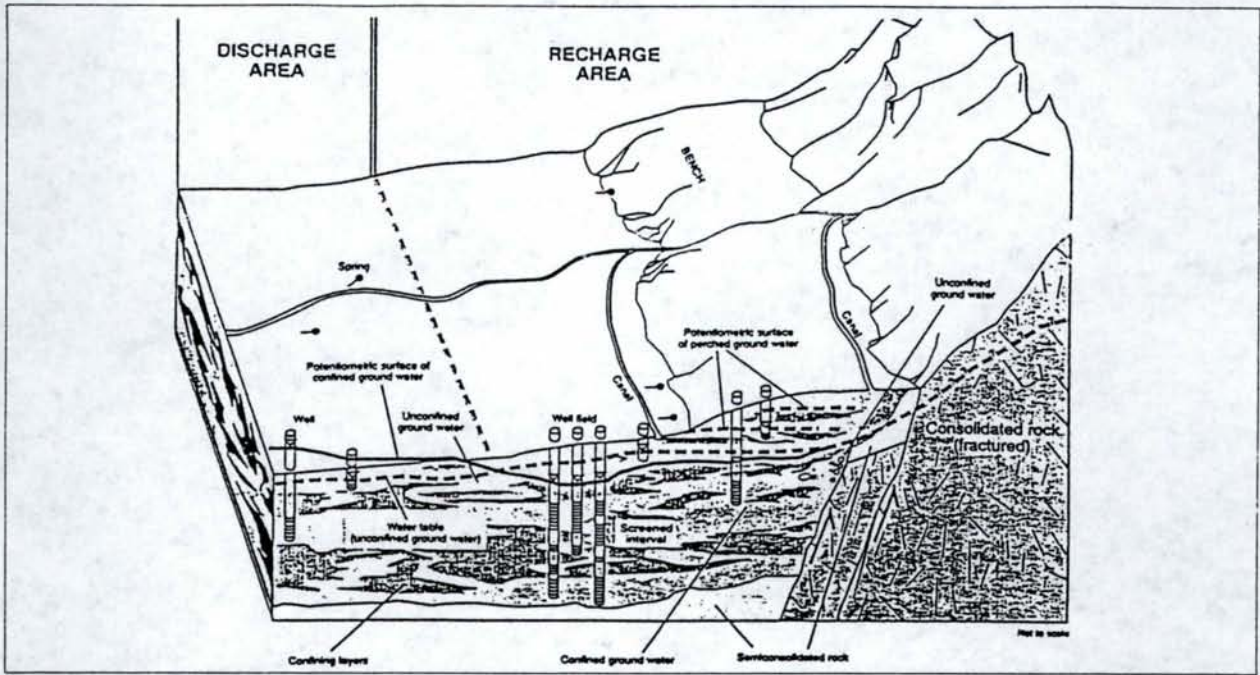 DISCHARGE
AREA
RECHARGE
AREA
BENCH
Spring
Unconfined
ground water
Canal
Potentiometric surface
of perched ground water
Potentiometric surface of
confined ground water
Canal
Unconfined
ground water
Well
Well field
Consolidated rock
(fractured)
Water table
(unconfined ground water)
Screened
interval
Not to scale
Confining layers
Confined ground water
Semiconsolidated rock